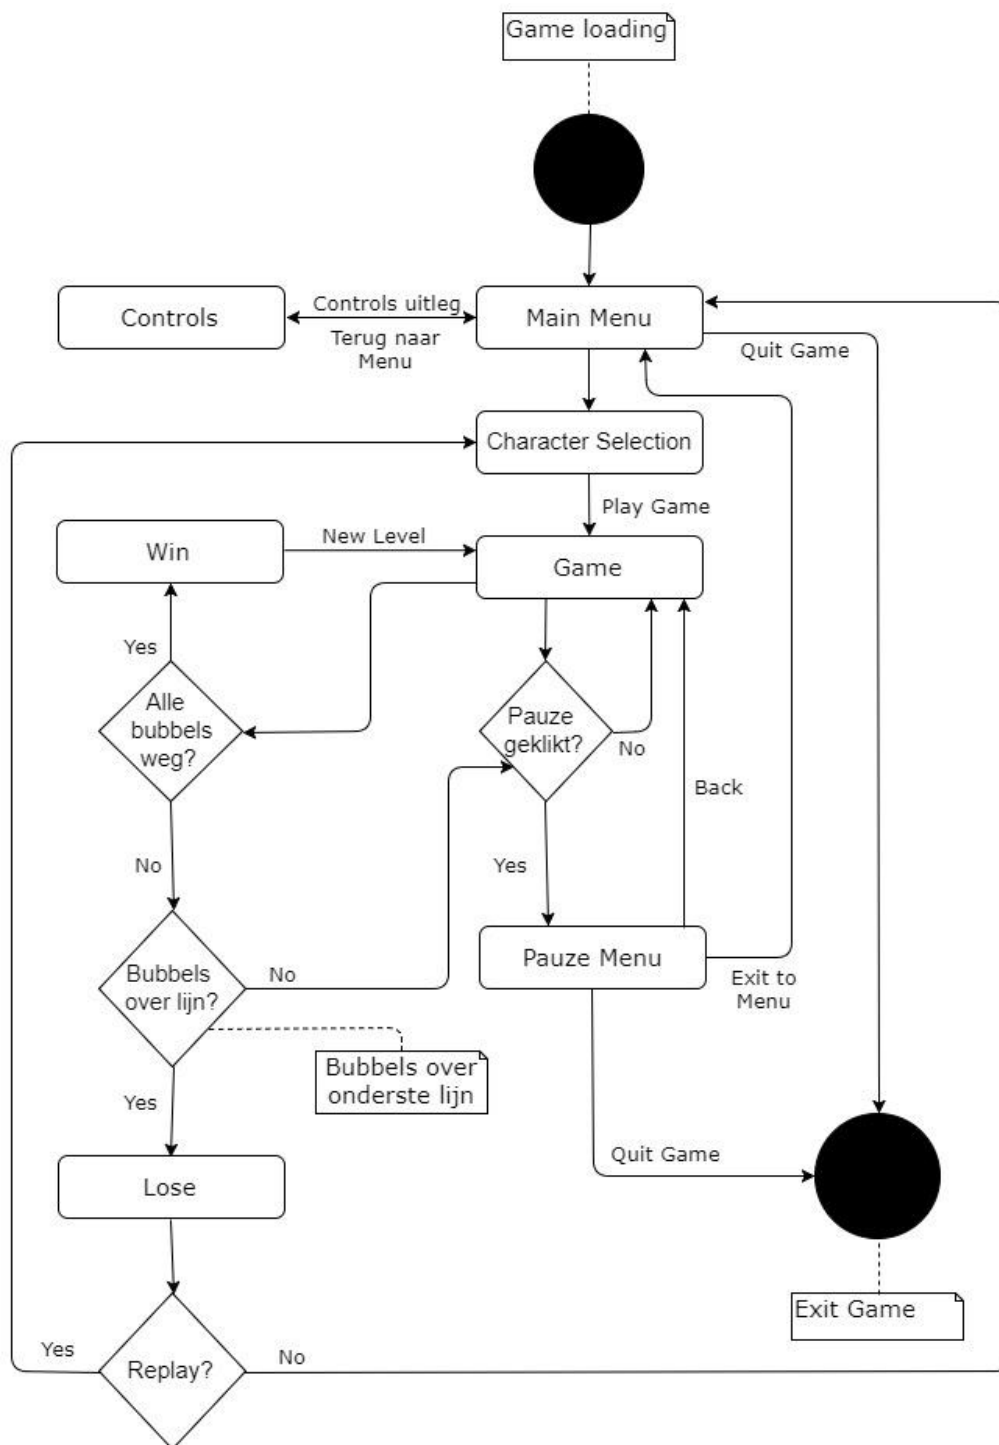 Game loading
Controls
Controls uitleg
Terug naar
Menu
Main Menu
Quit Game
Character Selection
Play Game
Win
New Level
Game
Yes
Alle
bubbels
weg?
Pauze
geklikt?
No
Back
No
Yes
Bubbels
over lijn?
No
Pauze Menu
Exit to
Menu
Bubbels over
onderste lijn
Yes
Quit Game
Lose
Exit Game
Yes
Replay?
No